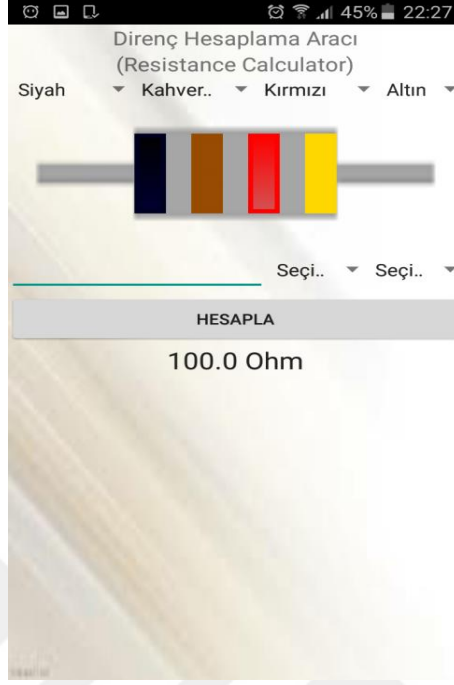 45% 22:27
Direnç Hesaplama Aracı
(Resistance Calculator)
Siyah Kahver.. Kırmızı Altın
Seçi.. Seçi..
HESAPLA
100.0 Ohm